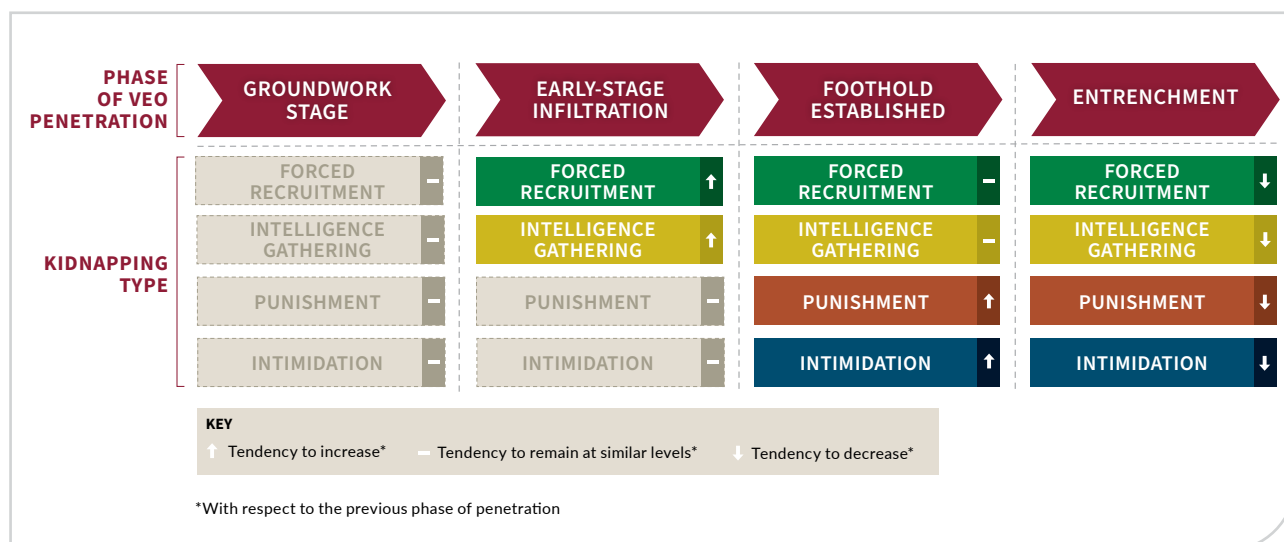 PHASE
OF VEO
PENETRATION
GROUNDWORK
STAGE
EARLY-STAGE
INFILTRATION
FOOTHOLD
ESTABLISHED
ENTRENCHMENT
KIDNAPPING
TYPE
FORCED
RECRUITMENT
FORCED
RECRUITMENT
FORCED
RECRUITMENT
FORCED
RECRUITMENT
INTELLIGENCE
GATHERING
INTELLIGENCE
GATHERING
INTELLIGENCE
GATHERING
INTELLIGENCE
GATHERING
PUNISHMENT
PUNISHMENT
PUNISHMENT
PUNISHMENT
INTIMIDATION
INTIMIDATION
INTIMIDATION
INTIMIDATION
KEY
Tendency to increase*
Tendency to remain at similar levels*
Tendency to decrease*
*With respect to the previous phase of penetration